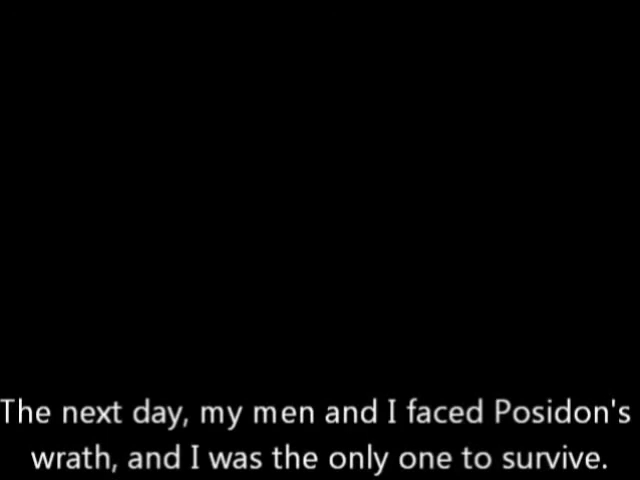 The next day, my men and I faced Posidon's
wrath, and I was the only one to survive.